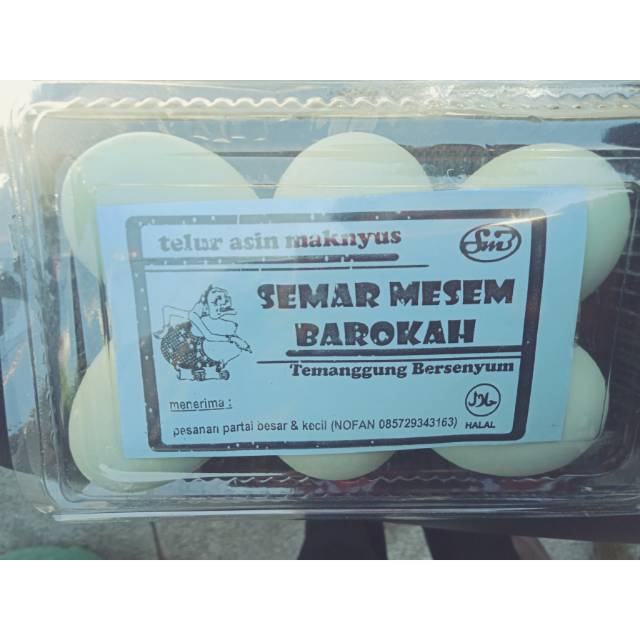 telur asin maknyus
SmB
SEMAR MESEM
BAROKAH
Temanggung Bersenyum
menerima :
pesanan partai besar & kecil (NOFAN 085729343163)
HALAL